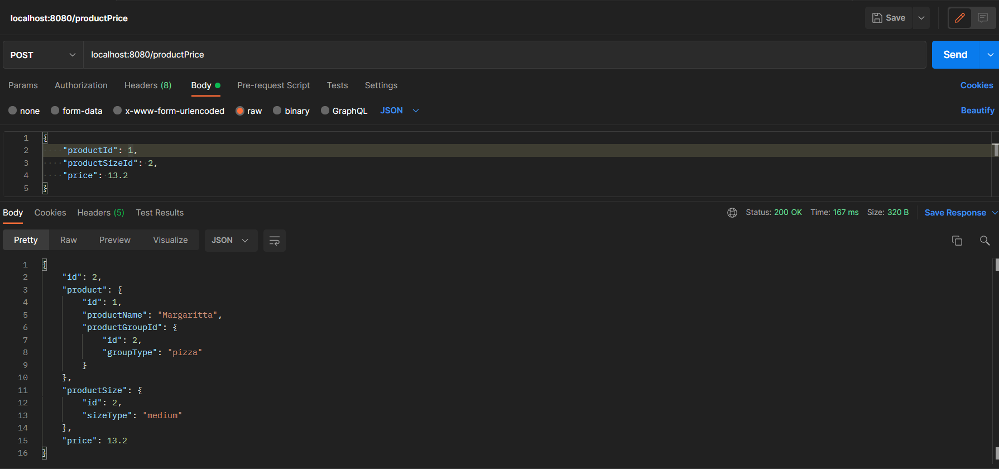 localhost:8080/productPrice
Save
POST
localhost:8080/productPrice
Send
Params Authorization Headers (8) Body Pre-request Script Tests Settings Cookies
none form-data x-www-form-urlencoded raw binary GraphQL JSON Beautify
1 {
2 "productId": 1,
3 "productSizeId": 2,
4 "price": 13.2
5 }
Body Cookies Headers (5) Test Results Status: 200 OK Time: 167 ms Size: 320 B Save Response
Pretty Raw Preview Visualize JSON
1 {
2 "id": 2,
3 "product": {
4 "id": 1,
5 "productName": "Margaritta",
6 "productGroupId": {
7 "id": 2,
8 "groupType": "pizza"
9 }
10 },
11 "productSize": {
12 "id": 2,
13 "sizeType": "medium"
14 },
15 "price": 13.2
16 }